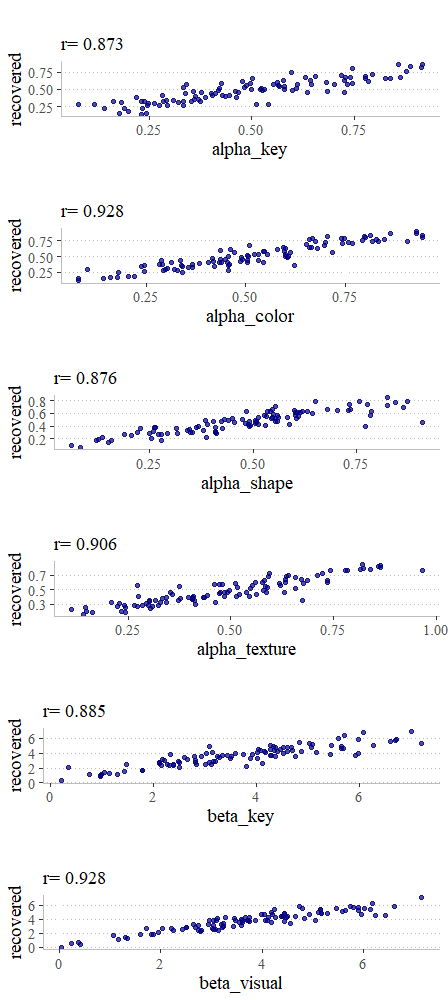 r= 0.873
recovered
0.75
0.50
0.25
0.25 0.50 0.75
alpha_key
r= 0.928
recovered
0.75
0.50
0.25
0.25 0.50 0.75
alpha_color
r= 0.876
recovered
0.8
0.6
0.4
0.2
0.25 0.50 0.75
alpha_shape
r= 0.906
recovered
0.7
0.5
0.3
0.25 0.50 0.75 1.00
alpha_texture
r= 0.885
recovered
6
4
2
0
0 2 4 6
beta_key
r= 0.928
recovered
6
4
2
0
0 2 4 6
beta_visual